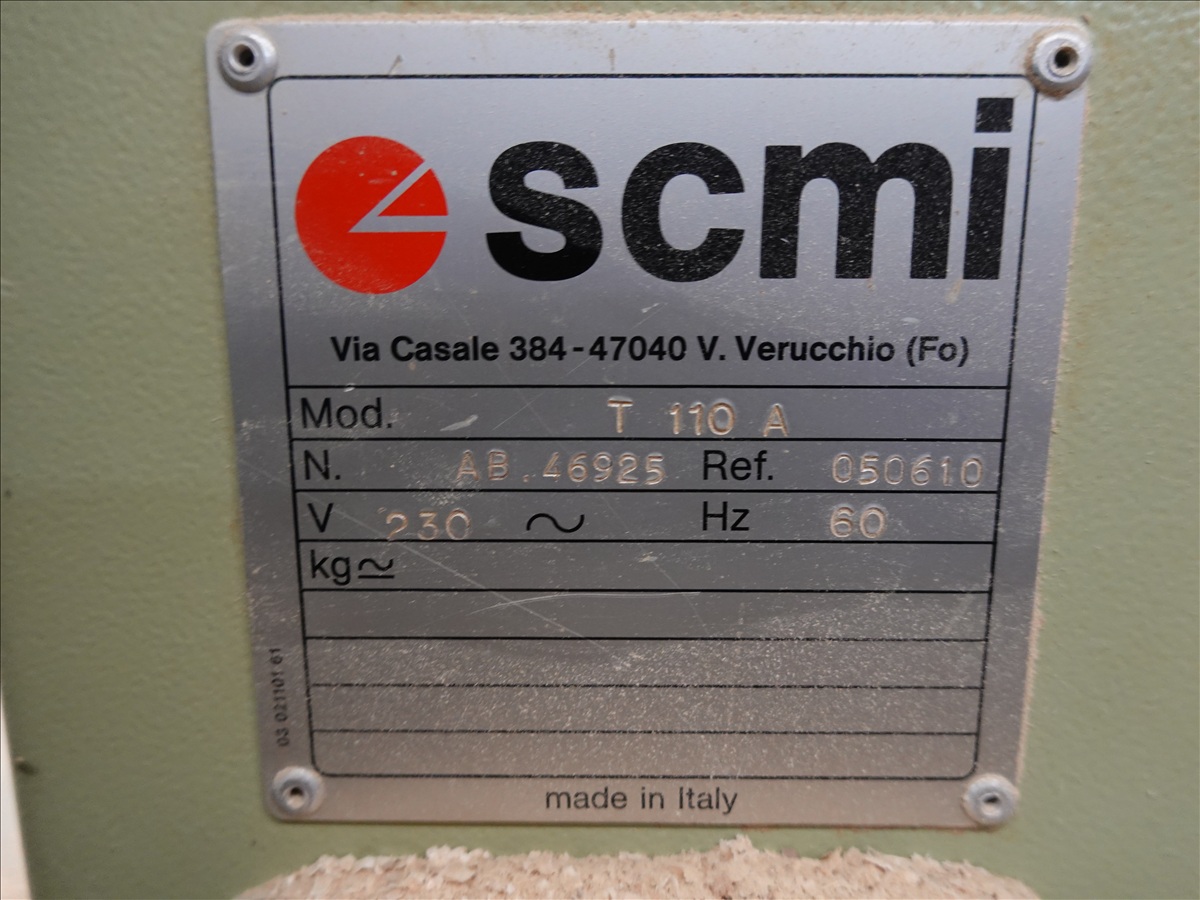 scmi
Via Casale 384-47040 V. Verucchio (Fo)
Mod. T 110 A
N. AB 46925 Ref. 050610
V 230 ~ Hz 60
kg≃
03 021101 61
made in Italy